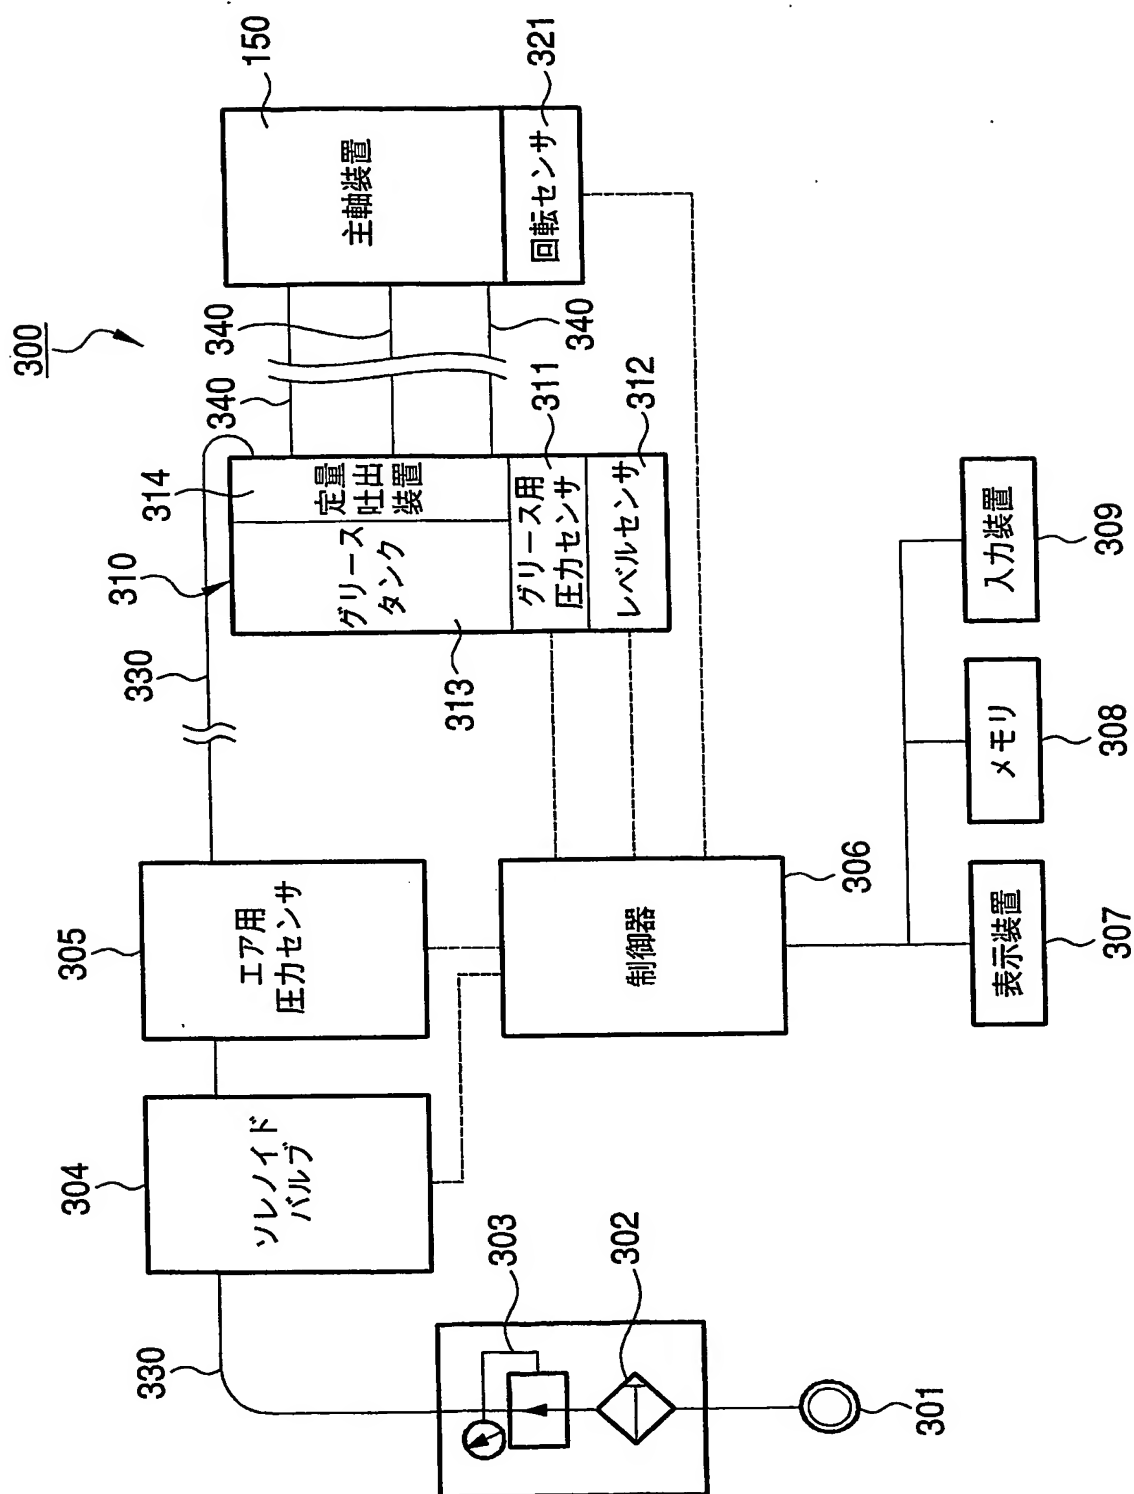 300
301
302
303
330
304
ソレノイド
バルブ
305
エア用
圧力センサ
330
310
314
340
340
340
150
グリース
タンク
定量
吐出
装置
主軸装置
313
グリース用
圧力センサ
311
回転センサ
321
レベルセンサ
312
制御器
306
表示装置
307
メモリ
308
入力装置
309